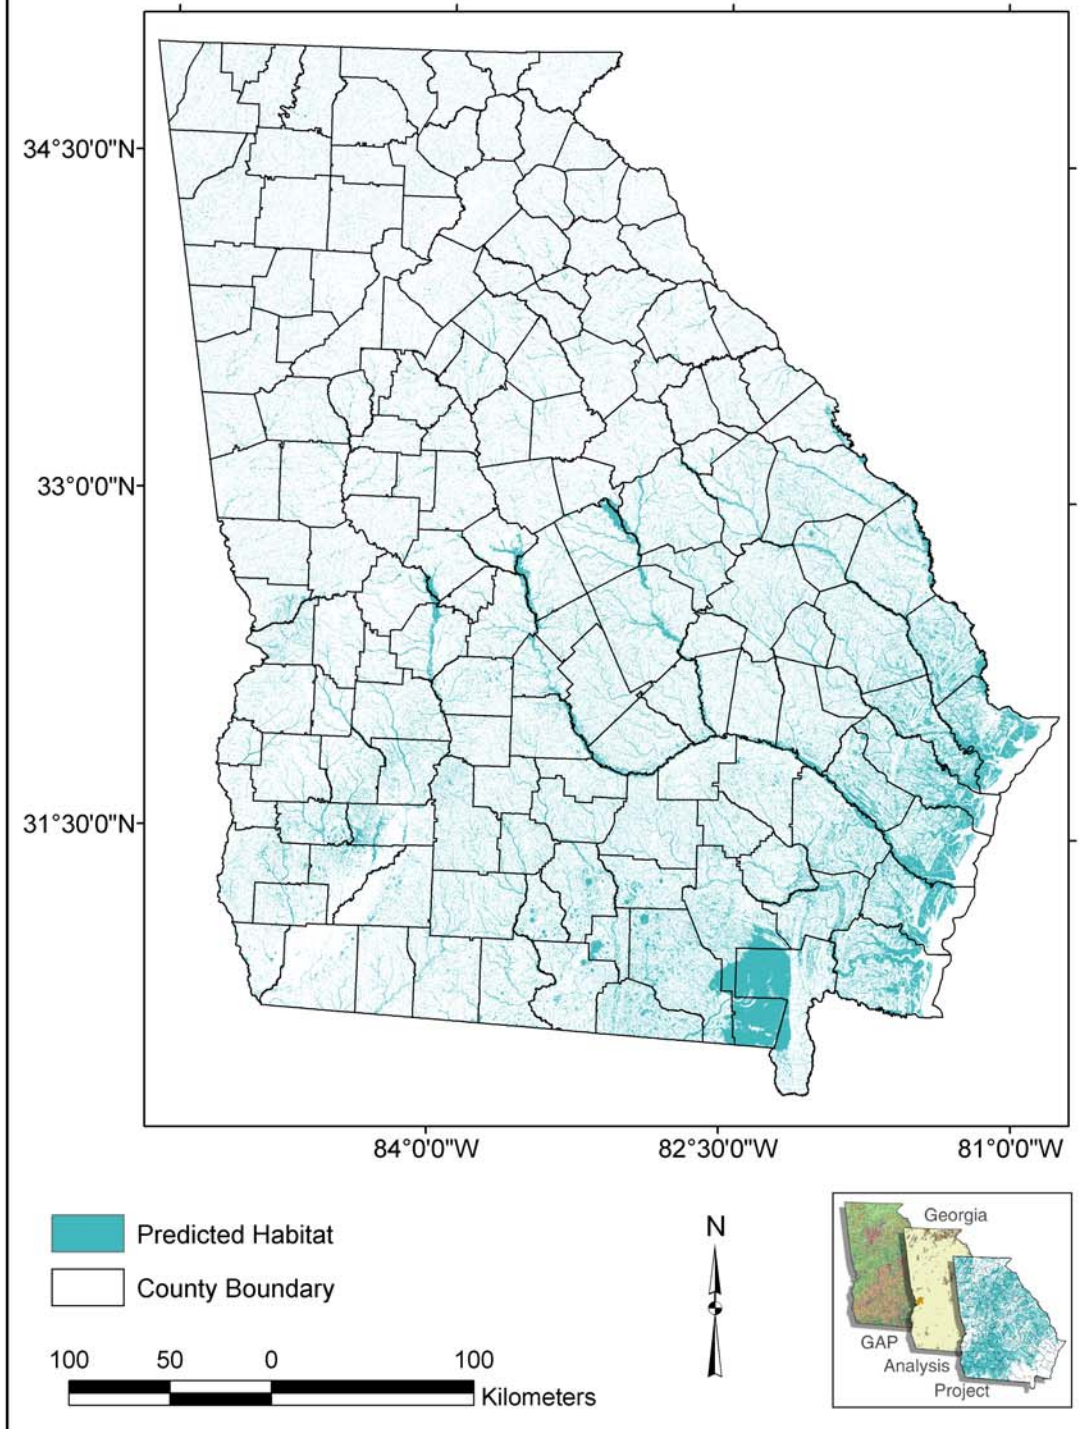 34°30'0"N
33°0'0"N
31°30'0"N
84°0'0"W
82°30'0"W
81°0'0"W
Predicted Habitat
County Boundary
N
100 50 0 100
Kilometers
Georgia
GAP
Analysis
Project